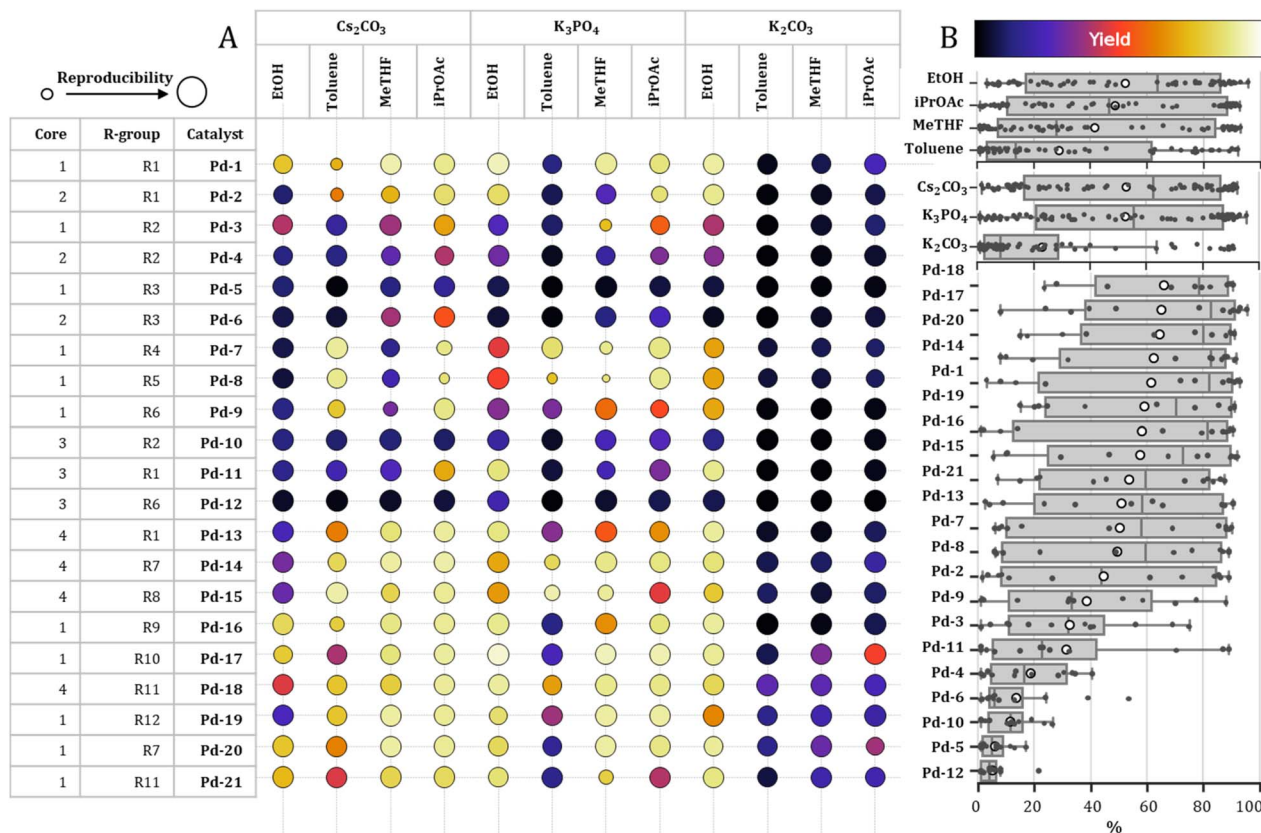 A
Cs₂CO₃ K₃PO₄ K₂CO₃
Reproducibility
EtOH Toluene MeTHF iPrOAc EtOH Toluene MeTHF iPrOAc EtOH Toluene MeTHF iPrOAc
Core R-group Catalyst
1 R1 Pd-1
2 R1 Pd-2
1 R2 Pd-3
2 R2 Pd-4
1 R3 Pd-5
2 R3 Pd-6
1 R4 Pd-7
1 R5 Pd-8
1 R6 Pd-9
3 R2 Pd-10
3 R1 Pd-11
3 R6 Pd-12
4 R1 Pd-13
4 R7 Pd-14
4 R8 Pd-15
1 R9 Pd-16
1 R10 Pd-17
4 R11 Pd-18
1 R12 Pd-19
1 R7 Pd-20
1 R11 Pd-21
B
Yield
EtOH
iPrOAc
MeTHF
Toluene
Cs₂CO₃
K₃PO₄
K₂CO₃
Pd-18
Pd-17
Pd-20
Pd-14
Pd-1
Pd-19
Pd-16
Pd-15
Pd-21
Pd-13
Pd-7
Pd-8
Pd-2
Pd-9
Pd-3
Pd-11
Pd-4
Pd-6
Pd-10
Pd-5
Pd-12
0 20 40 60 80 100
%